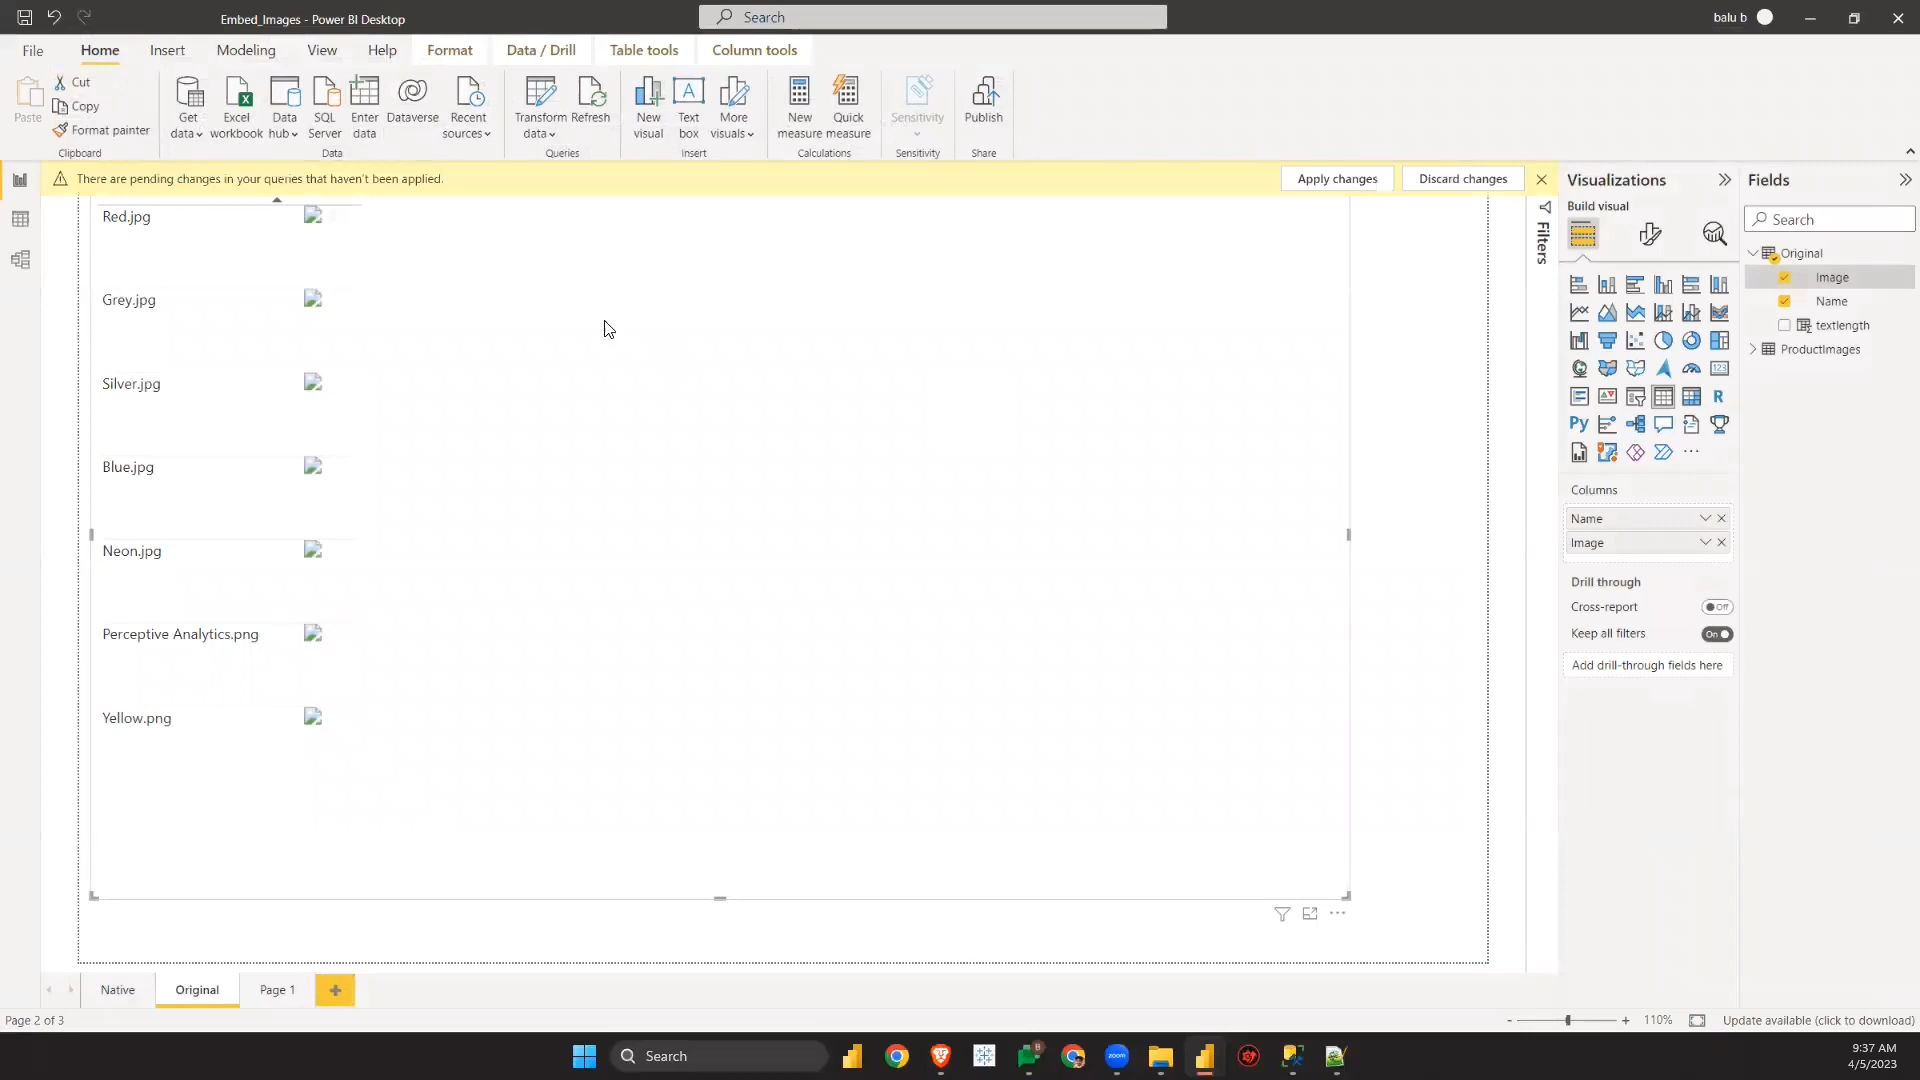 Embed_Images - Power BI Desktop
Search
balu b
File
Home
Insert
Modeling
View
Help
Format
Data / Drill
Table tools
Column tools
Paste
Cut
Copy
Format painter
Clipboard
Get data
Excel workbook
Data hub
SQL Server
Enter data
Dataverse
Recent sources
Data
Transform data
Refresh
Queries
New visual
Text box
More visuals
Insert
New measure
Quick measure
Calculations
Sensitivity
Sensitivity
Publish
Share
There are pending changes in your queries that haven't been applied.
Apply changes
Discard changes
Red.jpg
Grey.jpg
Silver.jpg
Blue.jpg
Neon.jpg
Perceptive Analytics.png
Yellow.png
Filters
Visualizations
Build visual
123
R
Py
Columns
Name
Image
Drill through
Cross-report
Off
Keep all filters
On
Add drill-through fields here
Fields
Search
Original
Image
Name
textlength
ProductImages
Native
Original
Page 1
Page 2 of 3
110%
Update available (click to download)
Search
B
zoom
9:37 AM
4/5/2023